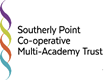 Southerly Point
Co-operative
Multi-Academy Trust